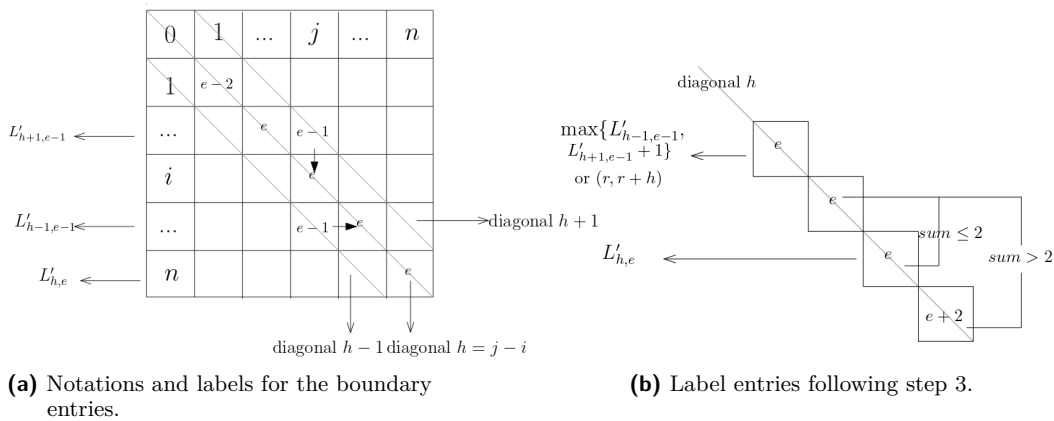 0 1 ... j ... n
1 e − 2
L′h+1,e−1 ... e e − 1
i e
L′h−1,e−1 ... e − 1 e
diagonal h + 1
L′h,e n e
diagonal h − 1 diagonal h = j − i
(a) Notations and labels for the boundary
entries.
diagonal h
max{L′h−1,e−1,
L′h+1,e−1 + 1}
or (r, r + h)
e
e
sum ≤ 2
L′h,e e sum > 2
e + 2
(b) Label entries following step 3.